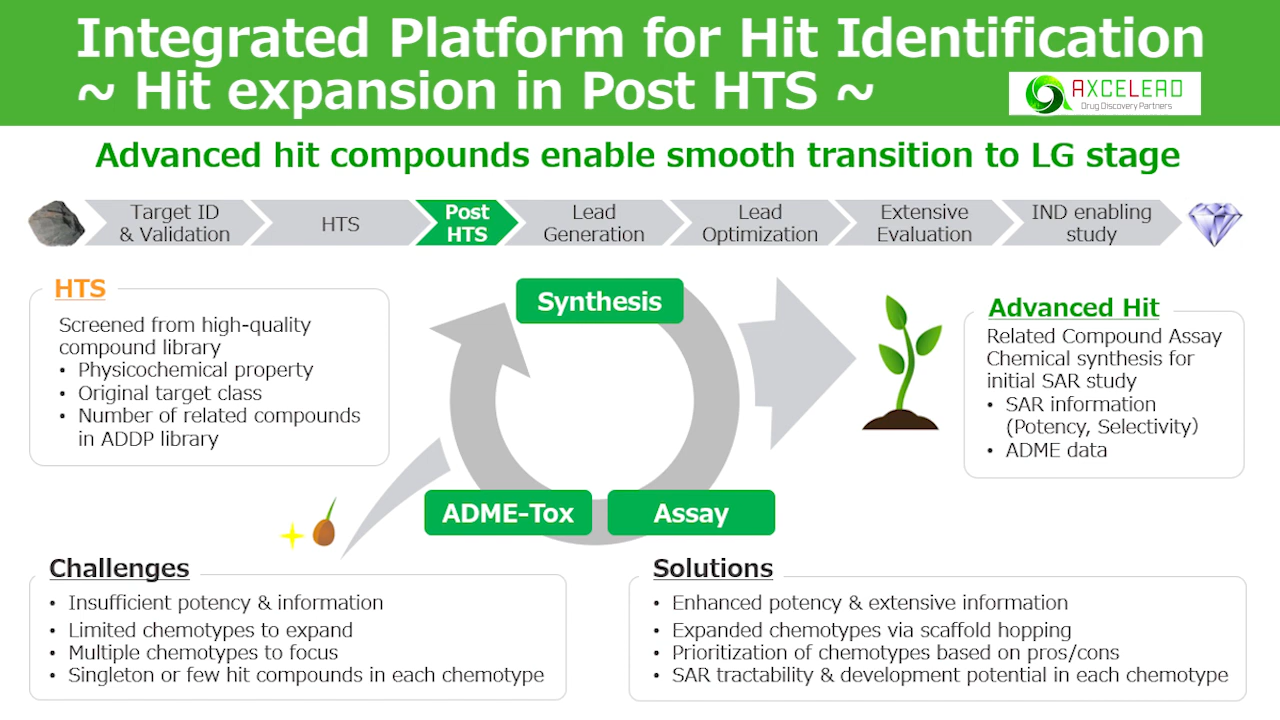 Integrated Platform for Hit Identification
~ Hit expansion in Post HTS ~
AXCELEAD
Drug Discovery Partners
Advanced hit compounds enable smooth transition to LG stage
Target ID
& Validation
HTS
Post
HTS
Lead
Generation
Lead
Optimization
Extensive
Evaluation
IND enabling
study
HTS
Screened from high-quality
compound library
• Physicochemical property
• Original target class
• Number of related compounds
in ADDP library
Synthesis
ADME-Tox
Assay
Advanced Hit
Related Compound Assay
Chemical synthesis for
initial SAR study
• SAR information
(Potency, Selectivity)
• ADME data
Challenges
• Insufficient potency & information
• Limited chemotypes to expand
• Multiple chemotypes to focus
• Singleton or few hit compounds in each chemotype
Solutions
• Enhanced potency & extensive information
• Expanded chemotypes via scaffold hopping
• Prioritization of chemotypes based on pros/cons
• SAR tractability & development potential in each chemotype